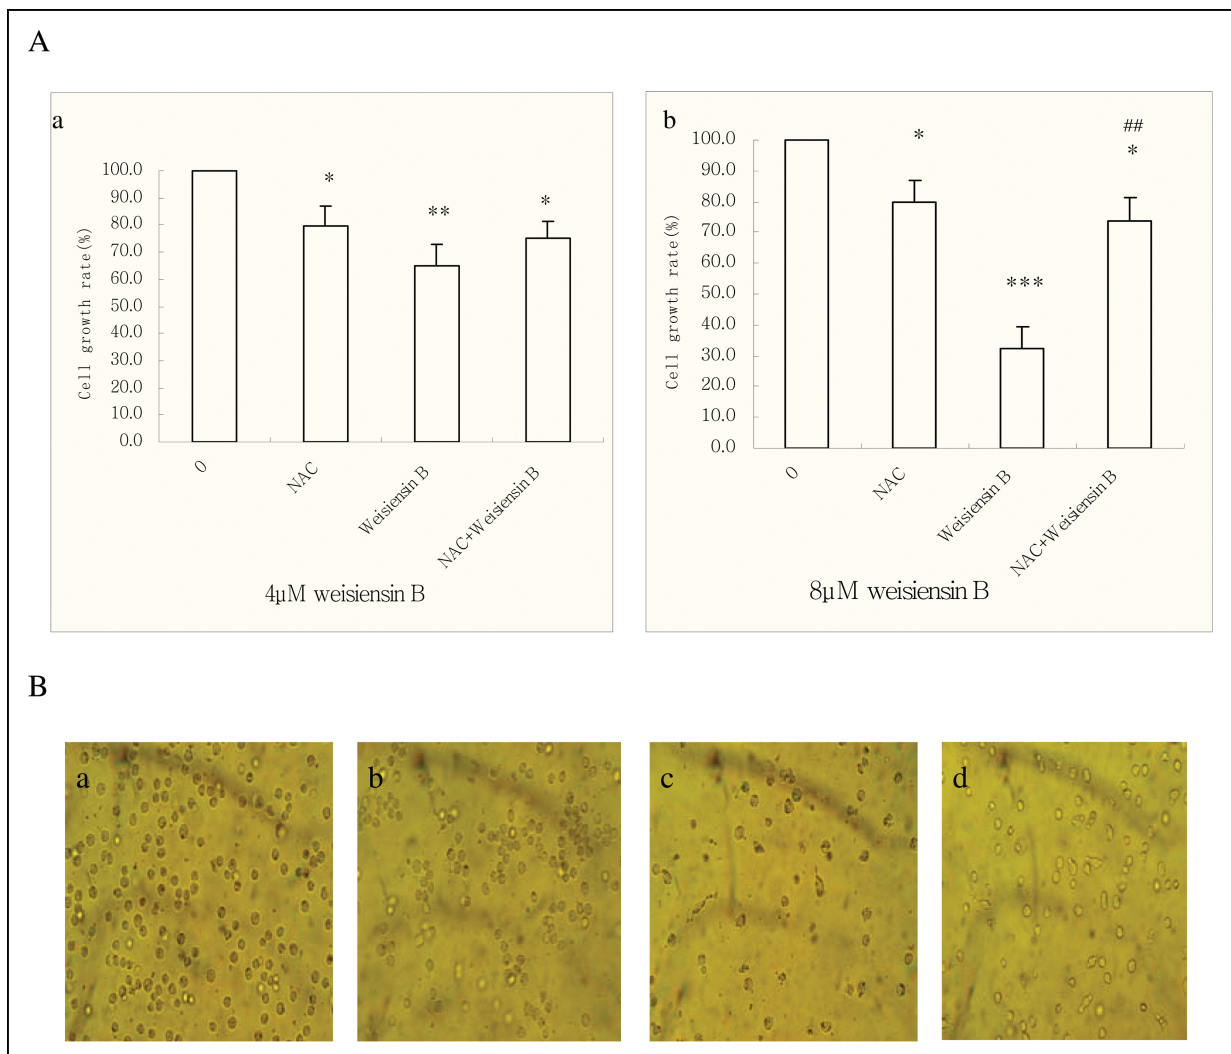 A
a
100.0
90.0
80.0
70.0
60.0
50.0
40.0
30.0
20.0
10.0
0.0
Cell growth rate(%)
*
**
*
0
NAC
Weisiensin B
NAC+Weisiensin B
4µM weisiensin B
b
100.0
90.0
80.0
70.0
60.0
50.0
40.0
30.0
20.0
10.0
0.0
Cell growth rate(%)
*
***
##
*
0
NAC
Weisiensin B
NAC+Weisiensin B
8µM weisiensin B
B
a
b
c
d